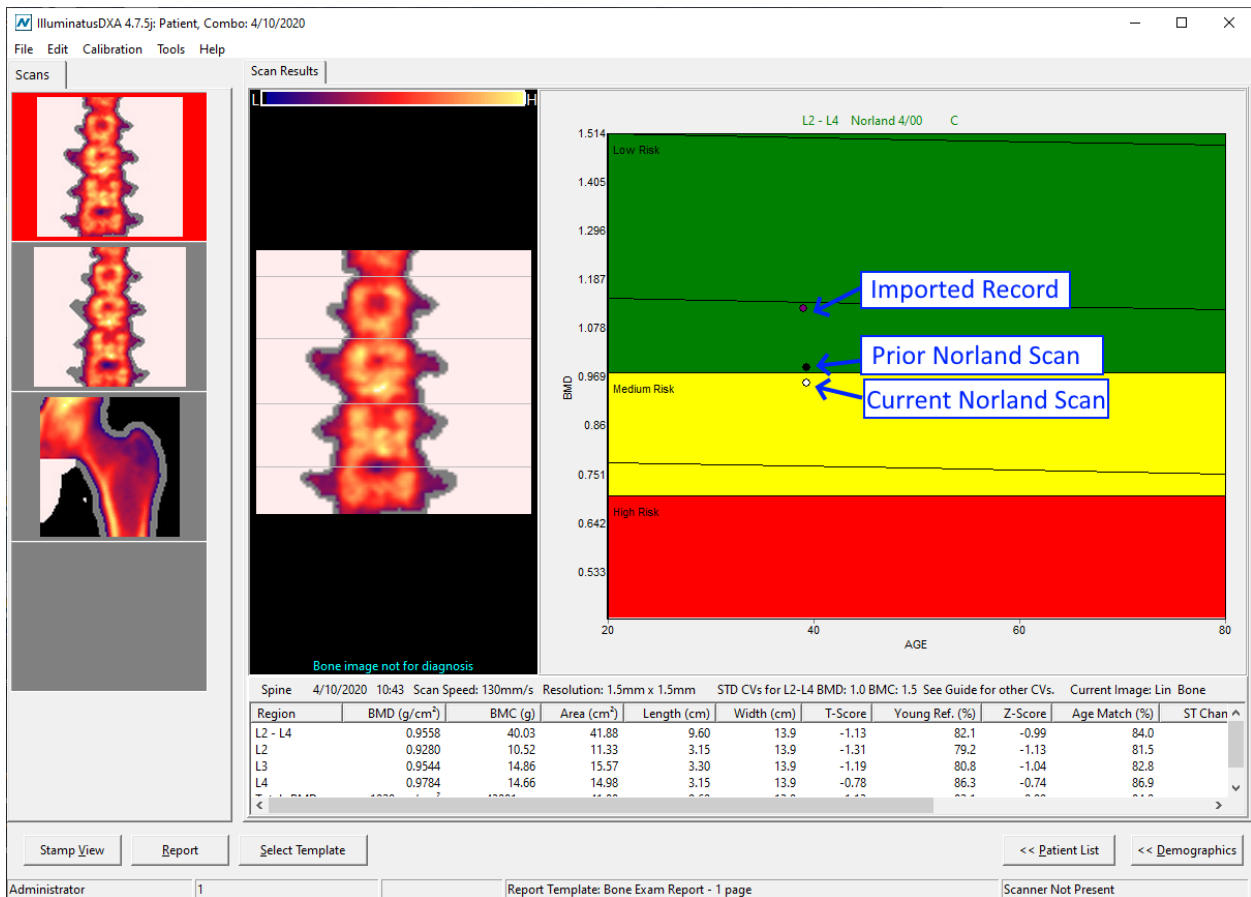 IlluminatusDXA 4.7.5j: Patient, Combo: 4/10/2020
File Edit Calibration Tools Help
Scans
Scan Results
L H
L2 - L4 Norland 4/00 C
1.514
Low Risk
1.405
1.296
1.187
Imported Record
1.078
Prior Norland Scan
0.969
Medium Risk
Current Norland Scan
BMD
0.86
0.751
High Risk
0.642
0.533
20 40 60 80
AGE
Bone image not for diagnosis
Spine 4/10/2020 10:43 Scan Speed: 130mm/s Resolution: 1.5mm x 1.5mm STD CVs for L2-L4 BMD: 1.0 BMC: 1.5 See Guide for other CVs. Current Image: Lin Bone
Region BMD (g/cm²) BMC (g) Area (cm²) Length (cm) Width (cm) T-Score Young Ref. (%) Z-Score Age Match (%) ST Chan
L2 - L4 0.9558 40.03 41.88 9.60 13.9 -1.13 82.1 -0.99 84.0
L2 0.9280 10.52 11.33 3.15 13.9 -1.31 79.2 -1.13 81.5
L3 0.9544 14.86 15.57 3.30 13.9 -1.19 80.8 -1.04 82.8
L4 0.9784 14.66 14.98 3.15 13.9 -0.78 86.3 -0.74 86.9
Stamp View Report Select Template << Patient List << Demographics
Administrator 1 Report Template: Bone Exam Report - 1 page Scanner Not Present